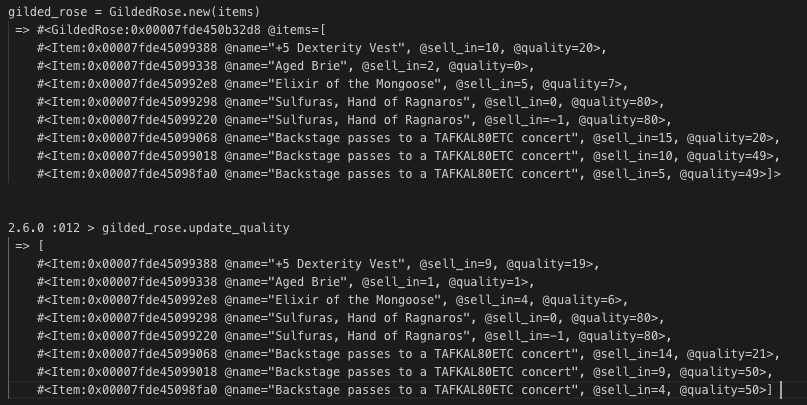 gilded_rose = GildedRose.new(items)
=> #<GildedRose:0x00007fde450b32d8 @items=[
#<Item:0x00007fde45099388 @name="+5 Dexterity Vest", @sell_in=10, @quality=20>,
#<Item:0x00007fde45099338 @name="Aged Brie", @sell_in=2, @quality=0>,
#<Item:0x00007fde450992e8 @name="Elixir of the Mongoose", @sell_in=5, @quality=7>,
#<Item:0x00007fde45099298 @name="Sulfuras, Hand of Ragnaros", @sell_in=0, @quality=80>,
#<Item:0x00007fde45099220 @name="Sulfuras, Hand of Ragnaros", @sell_in=-1, @quality=80>,
#<Item:0x00007fde45099068 @name="Backstage passes to a TAFKAL80ETC concert", @sell_in=15, @quality=20>,
#<Item:0x00007fde45099018 @name="Backstage passes to a TAFKAL80ETC concert", @sell_in=10, @quality=49>,
#<Item:0x00007fde45098fa0 @name="Backstage passes to a TAFKAL80ETC concert", @sell_in=5, @quality=49>]>
2.6.0 :012 > gilded_rose.update_quality
=> [
#<Item:0x00007fde45099388 @name="+5 Dexterity Vest", @sell_in=9, @quality=19>,
#<Item:0x00007fde45099338 @name="Aged Brie", @sell_in=1, @quality=1>,
#<Item:0x00007fde450992e8 @name="Elixir of the Mongoose", @sell_in=4, @quality=6>,
#<Item:0x00007fde45099298 @name="Sulfuras, Hand of Ragnaros", @sell_in=0, @quality=80>,
#<Item:0x00007fde45099220 @name="Sulfuras, Hand of Ragnaros", @sell_in=-1, @quality=80>,
#<Item:0x00007fde45099068 @name="Backstage passes to a TAFKAL80ETC concert", @sell_in=14, @quality=21>,
#<Item:0x00007fde45099018 @name="Backstage passes to a TAFKAL80ETC concert", @sell_in=9, @quality=50>,
#<Item:0x00007fde45098fa0 @name="Backstage passes to a TAFKAL80ETC concert", @sell_in=4, @quality=50>]